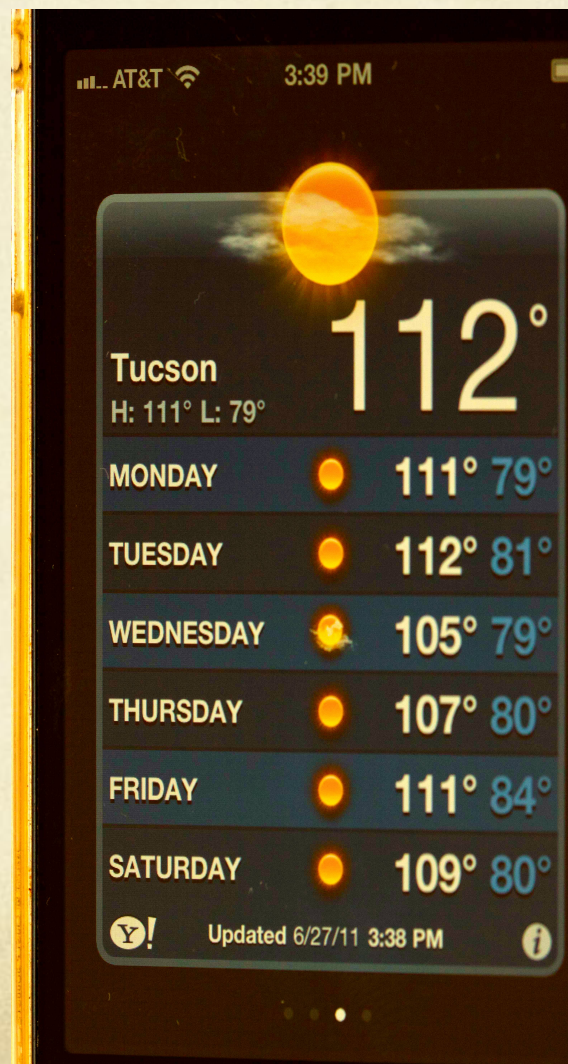 AT&T 3:39 PM
112°
Tucson
H: 111° L: 79°
MONDAY 111° 79°
TUESDAY 112° 81°
WEDNESDAY 105° 79°
THURSDAY 107° 80°
FRIDAY 111° 84°
SATURDAY 109° 80°
Y! Updated 6/27/11 3:38 PM i